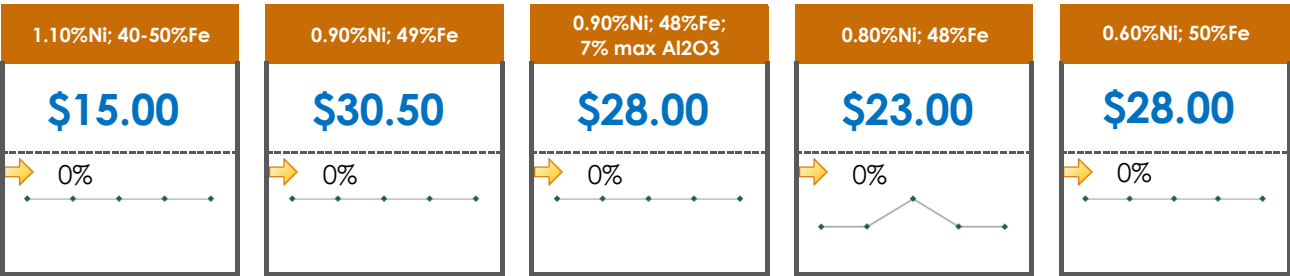 1.10%Ni; 40-50%Fe
$15.00
0%
0.90%Ni; 49%Fe
$30.50
0%
0.90%Ni; 48%Fe;
7% max Al2O3
$28.00
0%
0.80%Ni; 48%Fe
$23.00
0%
0.60%Ni; 50%Fe
$28.00
0%